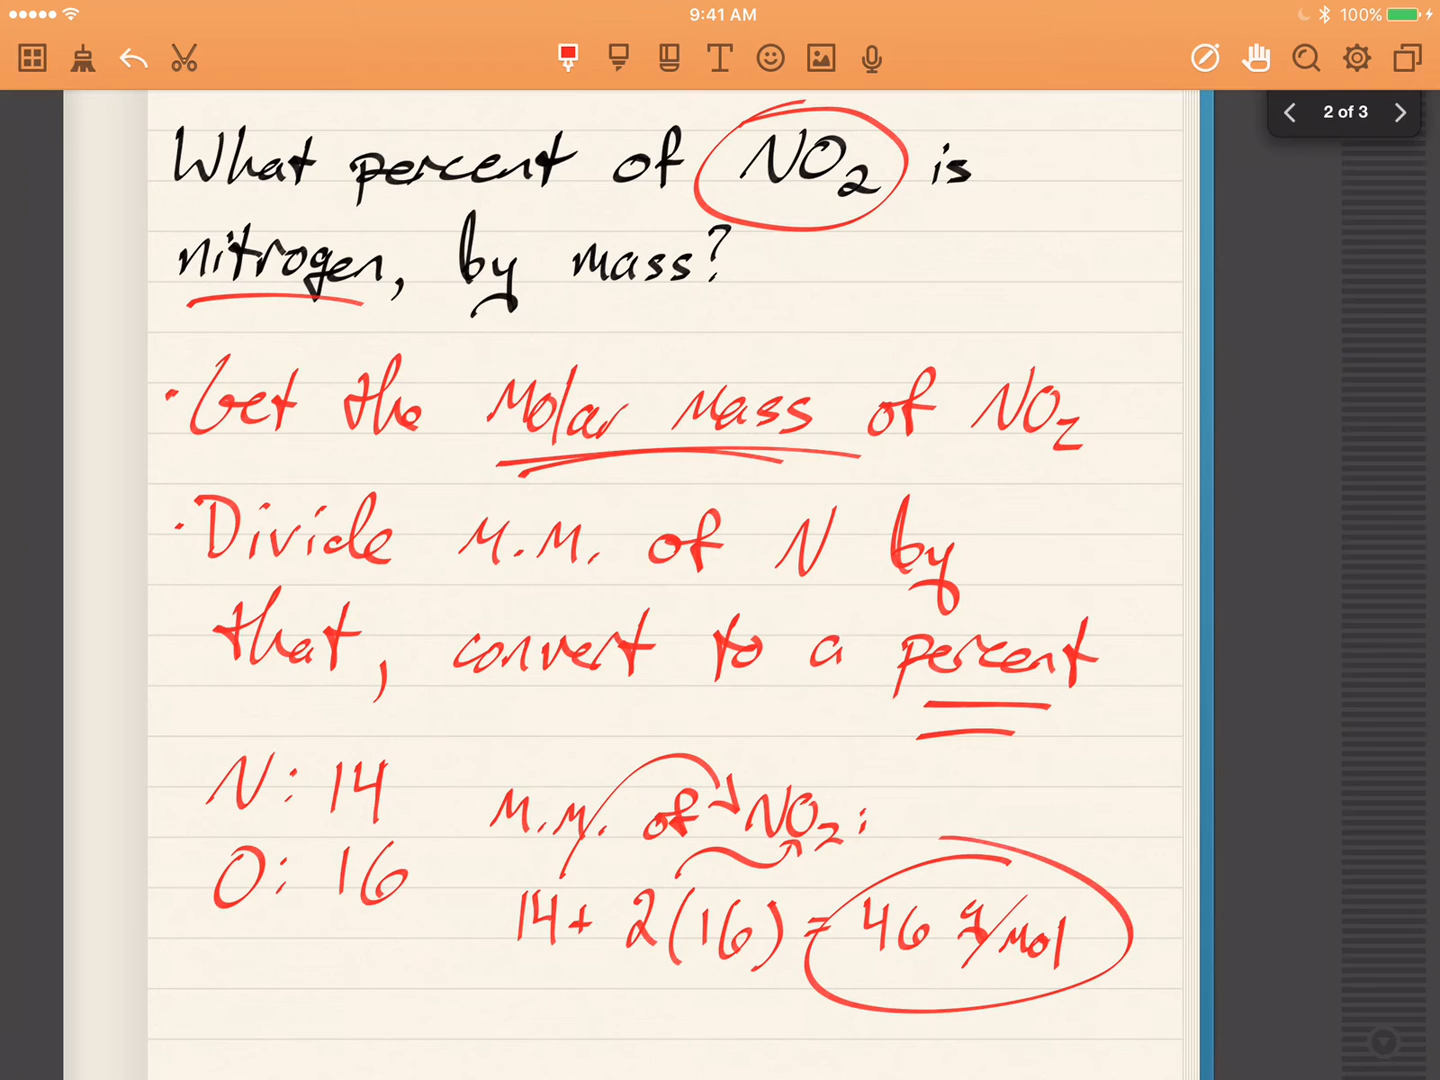 9:41 AM
100%
2 of 3
What percent of NO₂ is
nitrogen, by mass?
• Get the Molar Mass of NO₂
• Divide M.M. of N by
that, convert to a percent
N: 14
O: 16
M.M. of NO₂:
14 + 2(16) = 46 g/mol